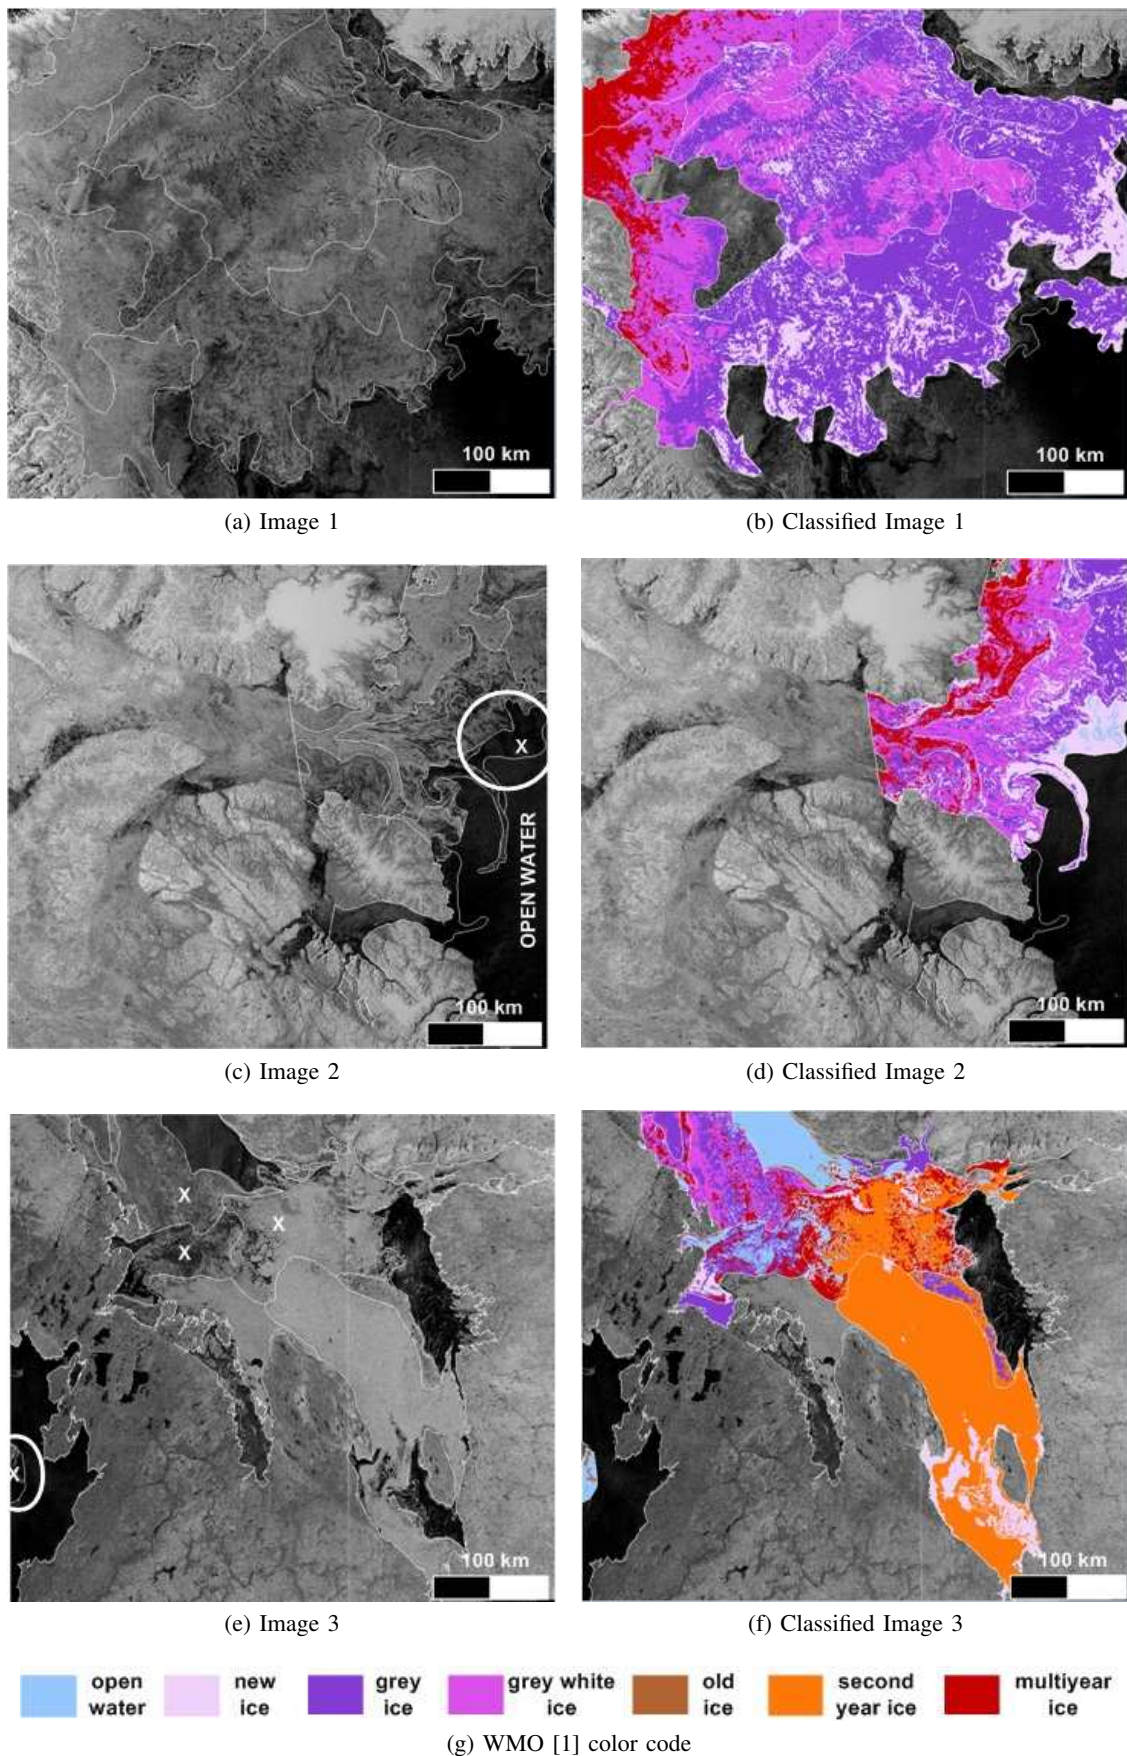 100 km
100 km
(a) Image 1
(b) Classified Image 1
X
OPEN WATER
100 km
100 km
(c) Image 2
(d) Classified Image 2
X
X
X
X
100 km
100 km
(e) Image 3
(f) Classified Image 3
open water
new ice
grey ice
grey white ice
old ice
second year ice
multiyear ice
(g) WMO [1] color code